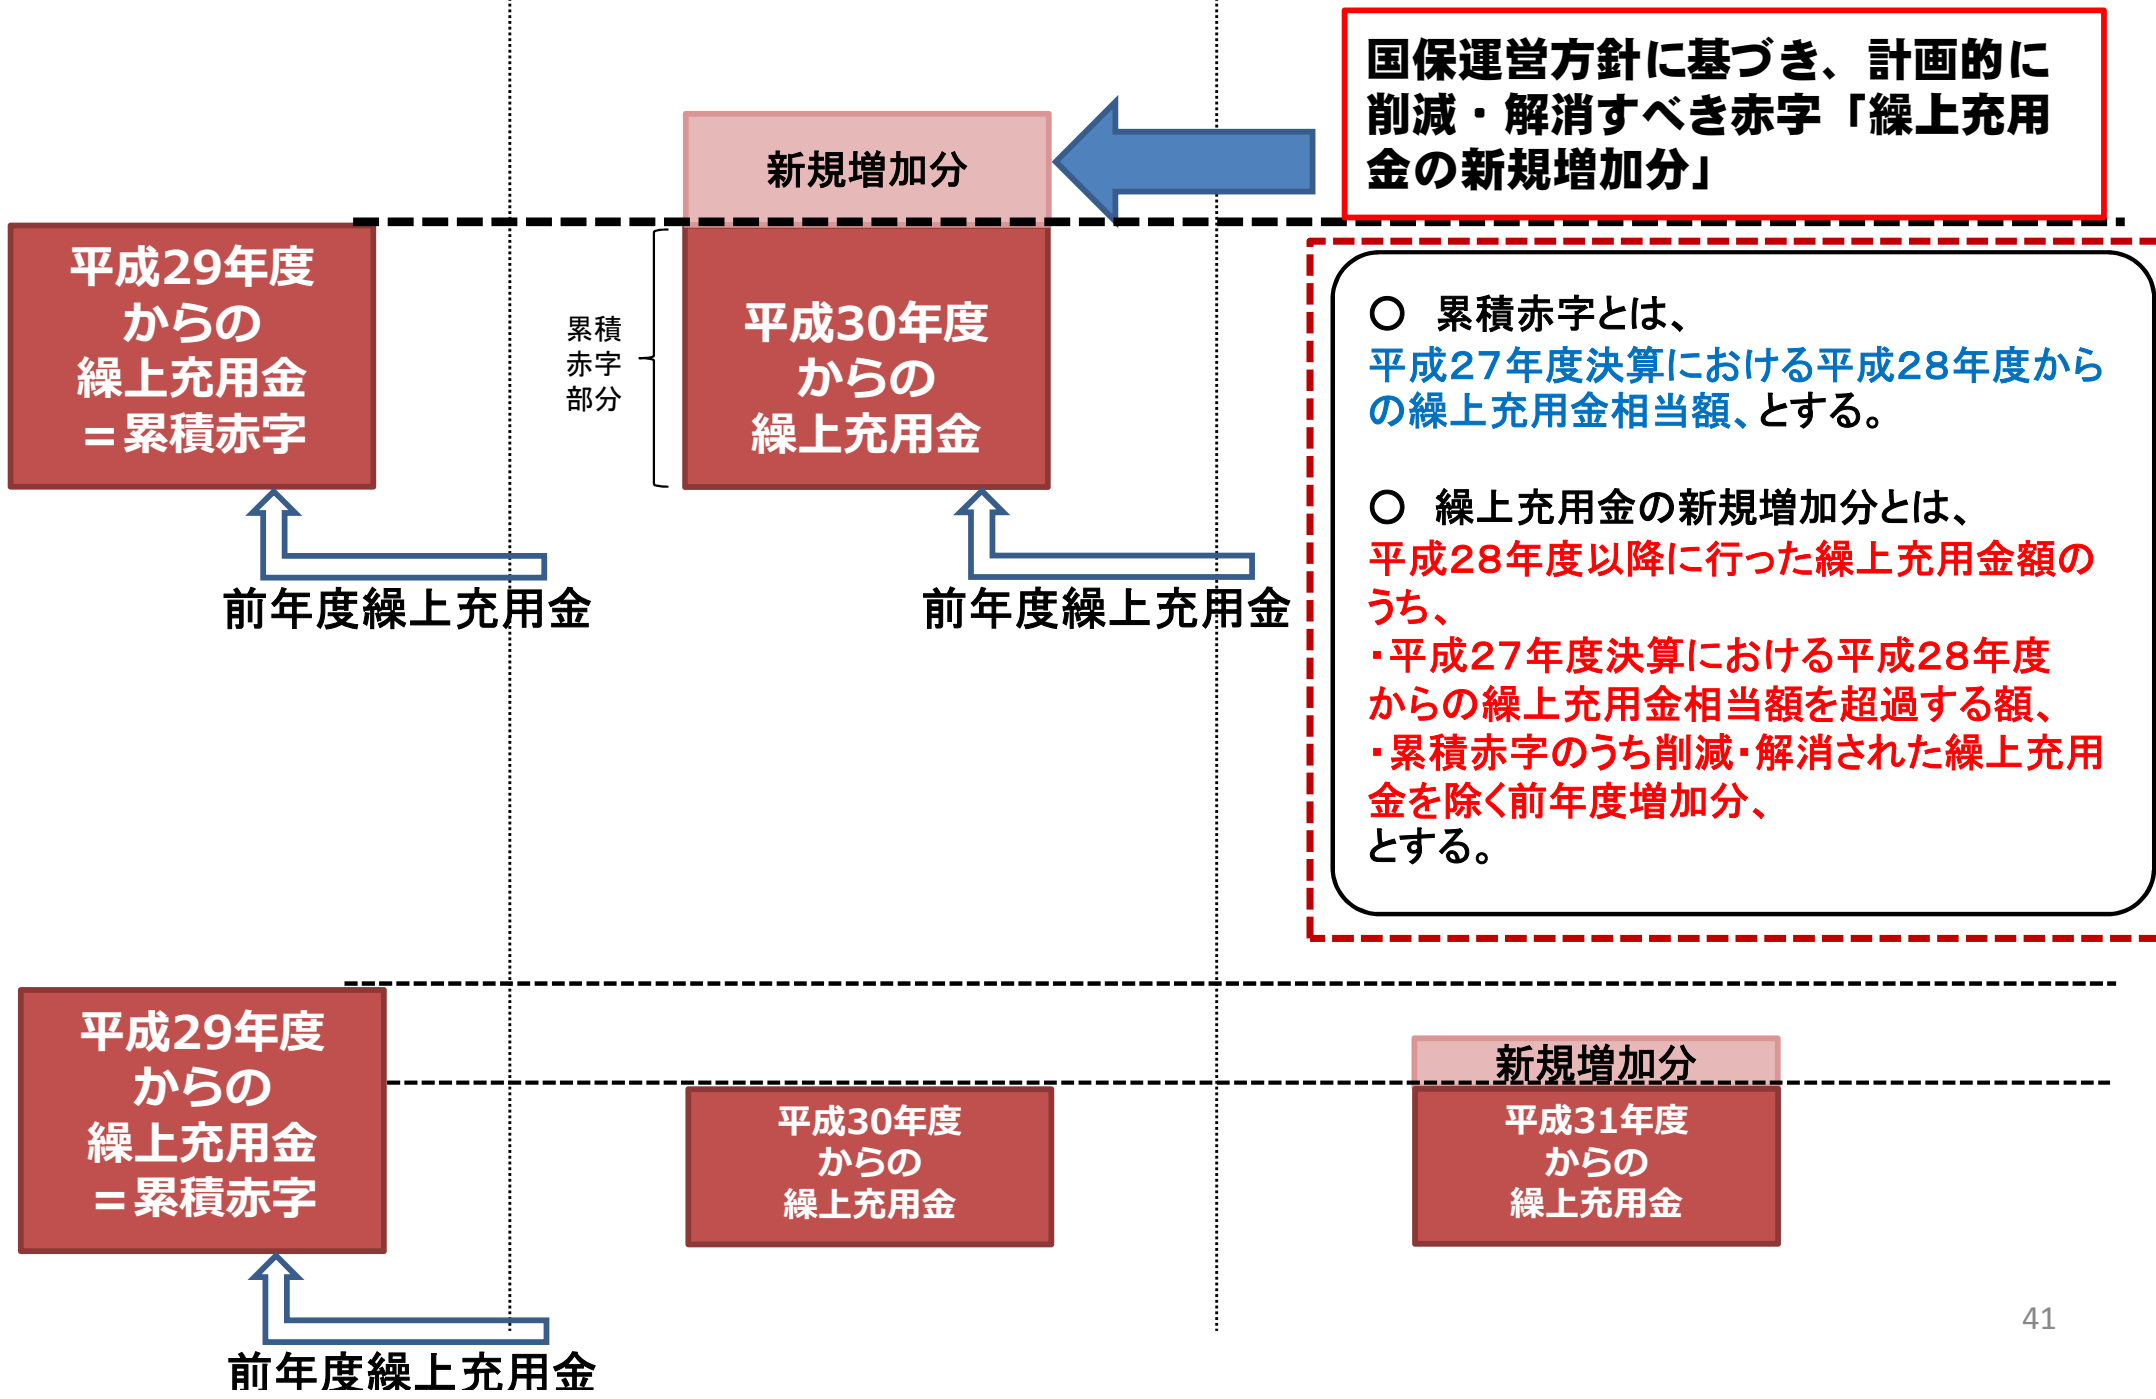 国保運営方針に基づき、計画的に
削減・解消すべき赤字「繰上充用
金の新規増加分」
新規増加分
平成29年度
からの
繰上充用金
＝累積赤字
累積
赤字
部分
平成30年度
からの
繰上充用金
前年度繰上充用金
前年度繰上充用金
○　累積赤字とは、
平成27年度決算における平成28年度から
の繰上充用金相当額、とする。
○　繰上充用金の新規増加分とは、
平成28年度以降に行った繰上充用金額の
うち、
・平成27年度決算における平成28年度
からの繰上充用金相当額を超過する額、
・累積赤字のうち削減・解消された繰上充用
金を除く前年度増加分、
とする。
平成29年度
からの
繰上充用金
＝累積赤字
平成30年度
からの
繰上充用金
新規増加分
平成31年度
からの
繰上充用金
前年度繰上充用金
41